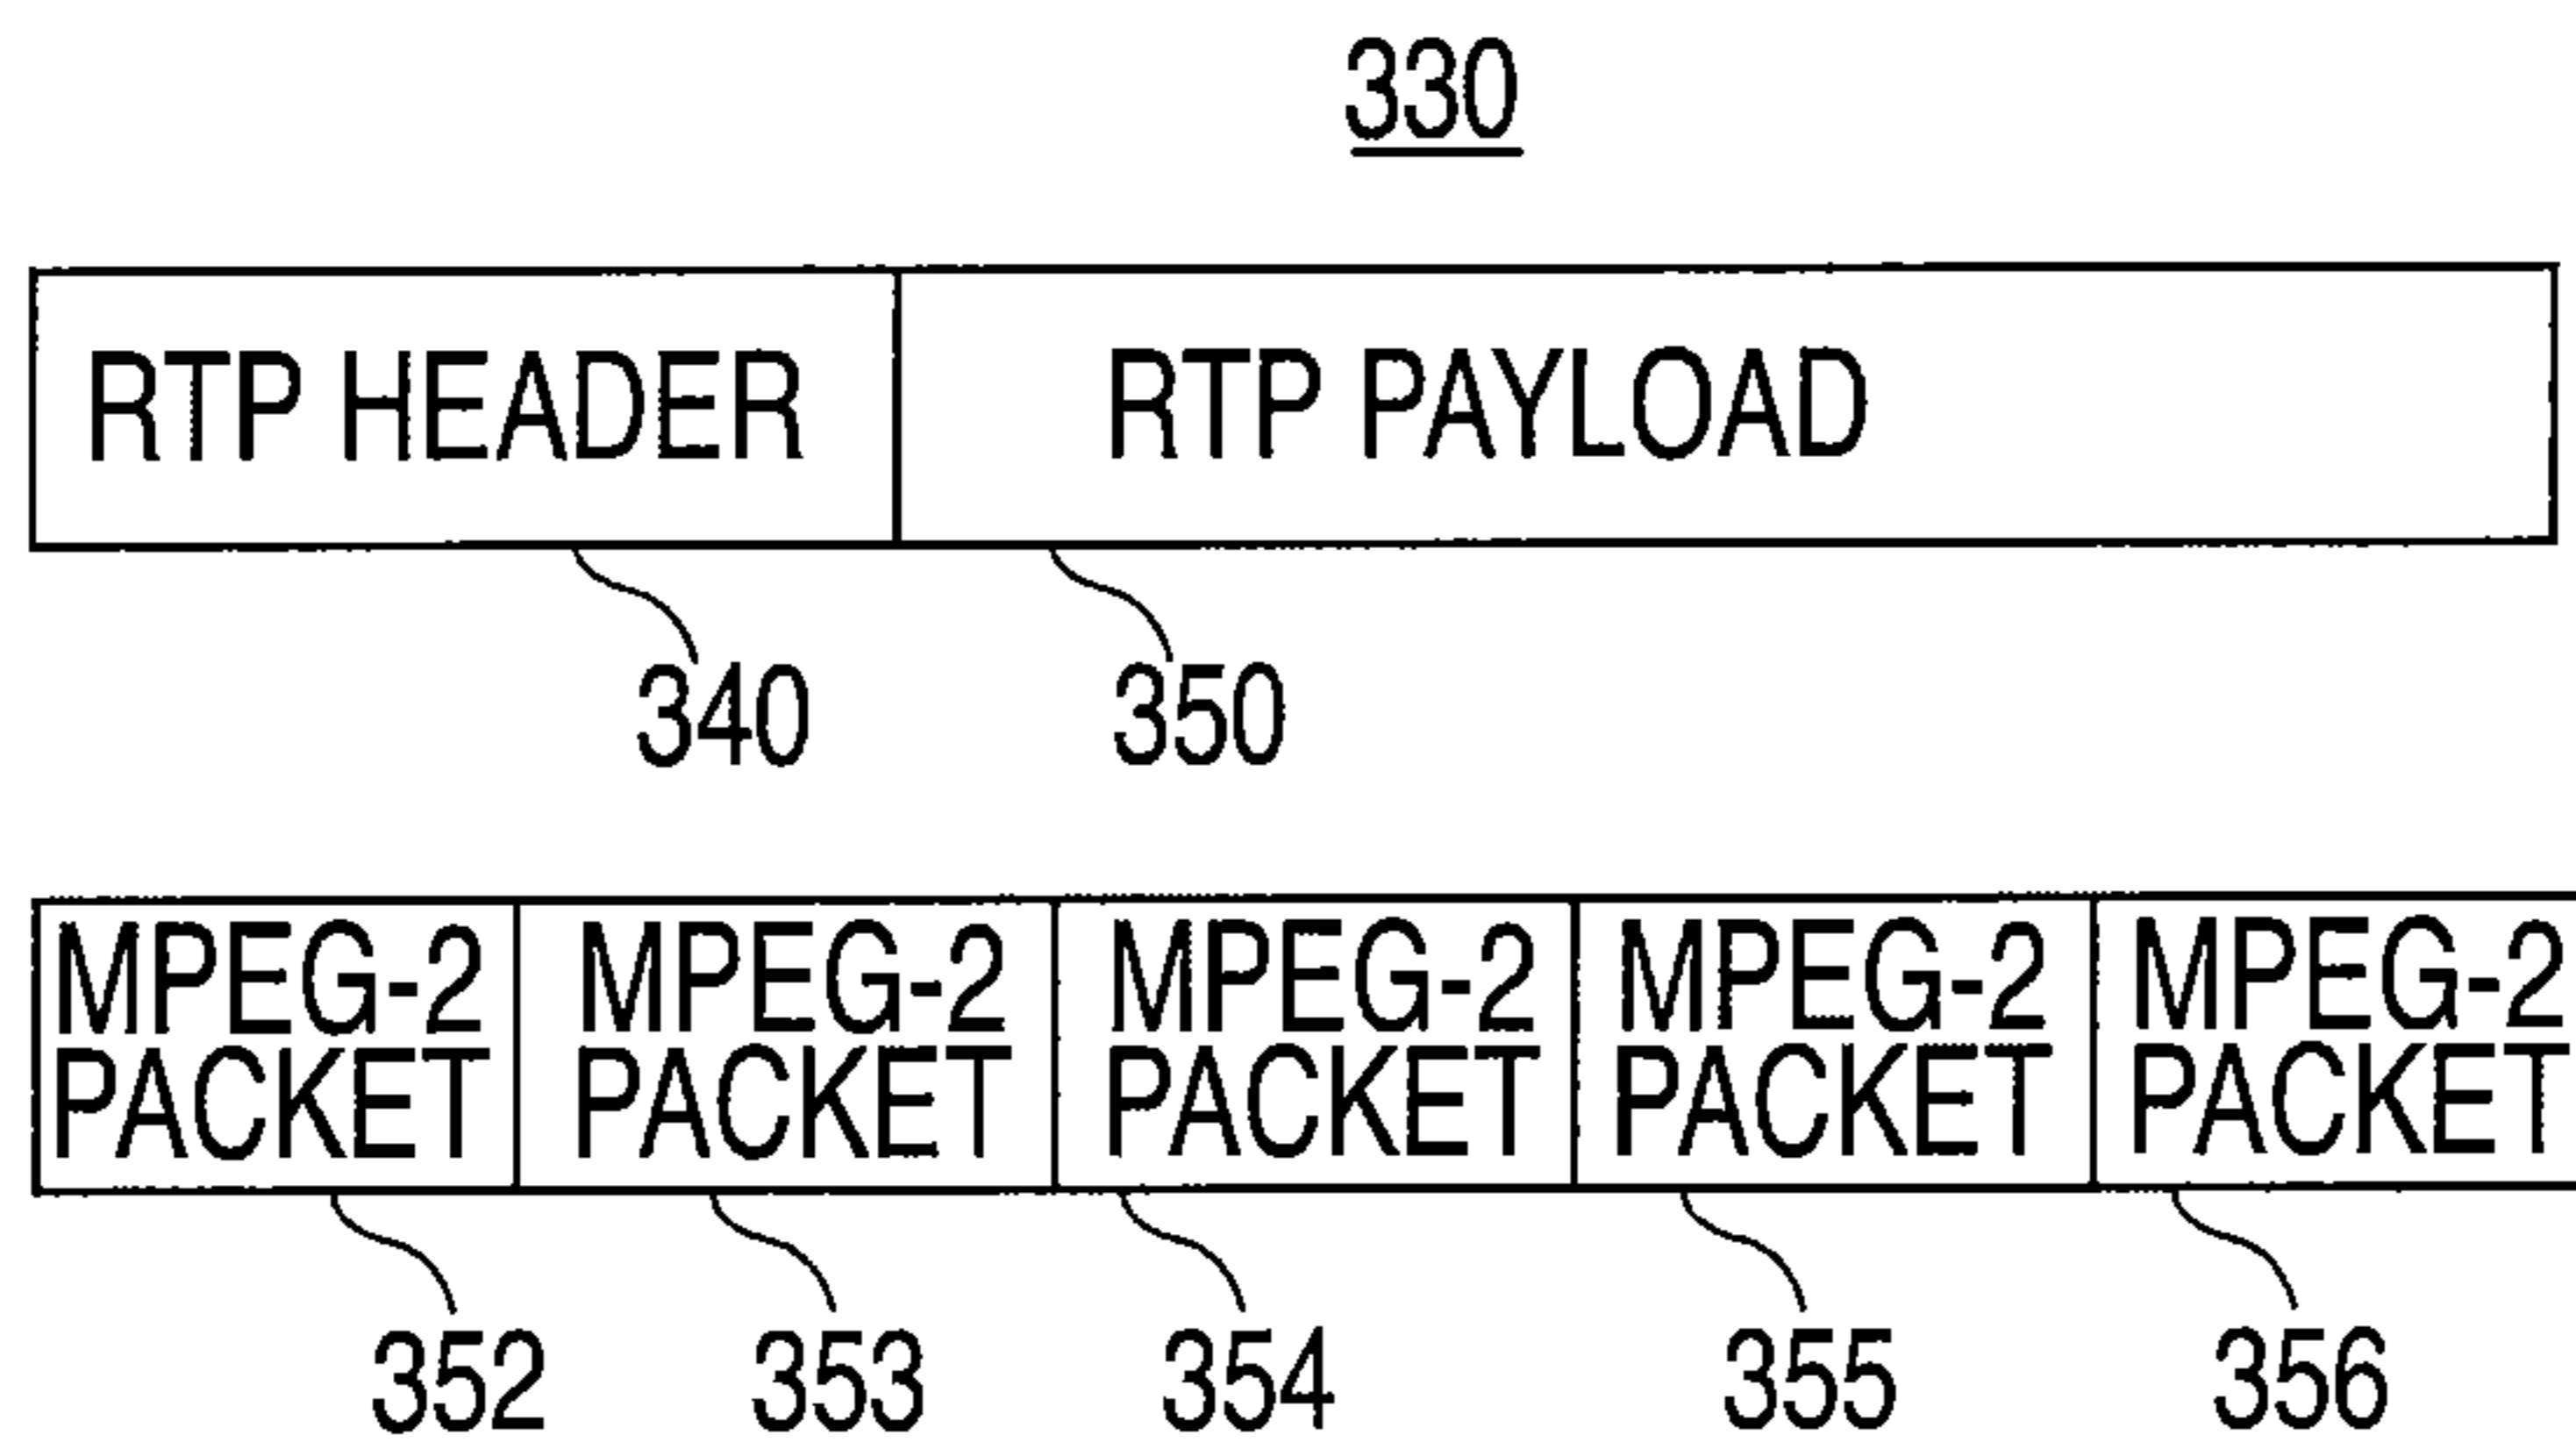 330
RTP HEADER RTP PAYLOAD
340 350
MPEG-2 MPEG-2 MPEG-2 MPEG-2 MPEG-2
PACKET PACKET PACKET PACKET PACKET
352 353 354 355 356